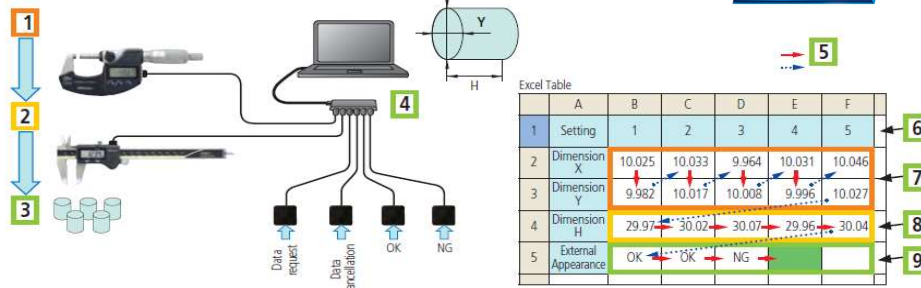 1
2
3
4
Y
H
Data
request
Data
OK
NG
5
Excel Table
A B C D E F
1 Setting 1 2 3 4 5
6
2 Dimension X 10.025 10.033 9.964 10.031 10.046
7
3 Dimension Y 9.982 10.017 10.008 9.996 10.027
4 Dimension H 29.97 30.02 30.07 29.96 30.04
8
5 External Appearance OK OK NG
9